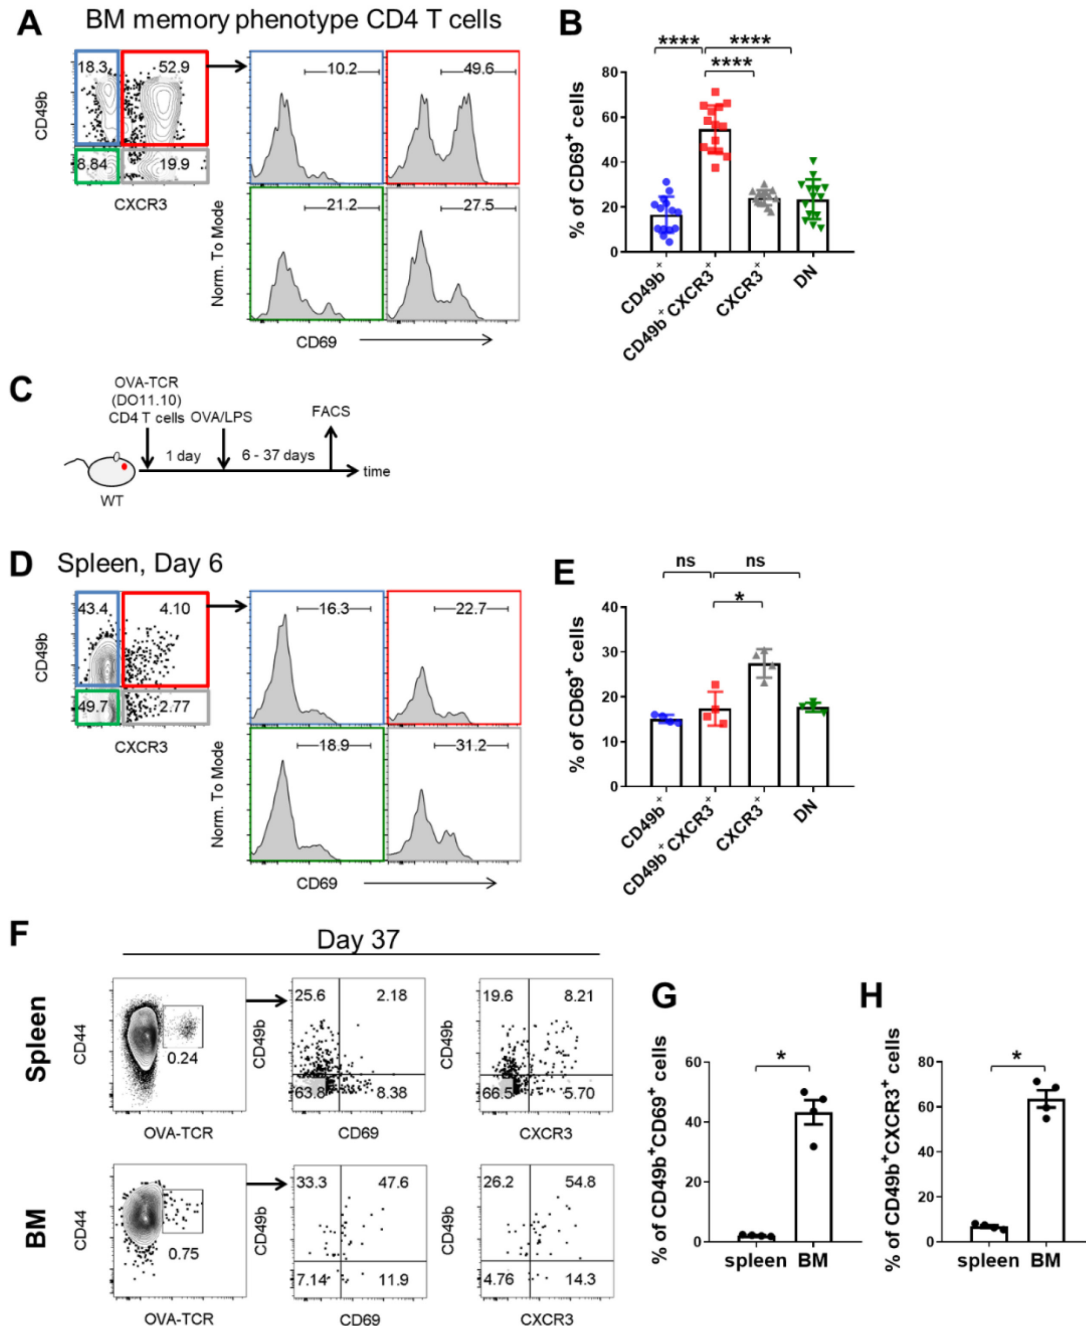 A
BM memory phenotype CD4 T cells
CD49b
18.3 52.9
8.84 19.9
CXCR3
10.2 49.6
21.2 27.5
Norm. To Mode
CD69
B
**** ****
****
% of CD69+ cells
80
60
40
20
0
CD49b+
CD49b+CXCR3+
CXCR3+
DN
C
OVA-TCR
(DO11.10)
CD4 T cells OVA/LPS
FACS
1 day
6 - 37 days
time
WT
D
Spleen, Day 6
CD49b
43.4 4.10
49.7 2.77
CXCR3
16.3 22.7
18.9 31.2
Norm. To Mode
CD69
E
ns ns
*
% of CD69+ cells
40
30
20
10
0
CD49b+
CD49b+CXCR3+
CXCR3+
DN
F
Day 37
Spleen
CD44
0.24
OVA-TCR
CD49b
25.6 2.18
63.8 8.38
CD69
CD49b
19.6 8.21
66.5 5.70
CXCR3
BM
CD44
0.75
OVA-TCR
CD49b
33.3 47.6
7.14 11.9
CD69
CD49b
26.2 54.8
4.76 14.3
CXCR3
G
% of CD49b+CD69+ cells
*
60
40
20
0
spleen BM
H
% of CD49b+CXCR3+ cells
*
80
60
40
20
0
spleen BM